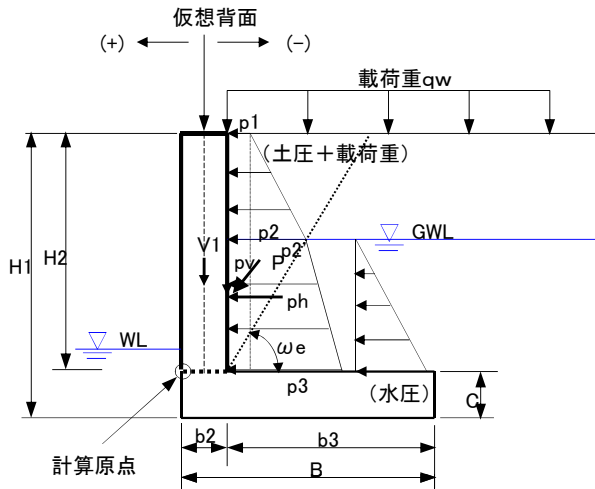 仮想背面
(+) (-)
載荷重qw
p1
(土圧+載荷重)
p2
p2
GWL
V1
pv P
ph
H1
H2
WL
ωe
p3
(水圧)
C
b2
b3
計算原点
B